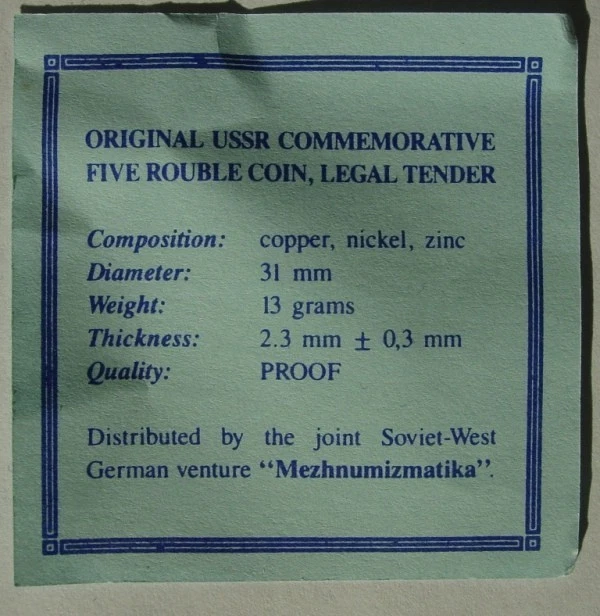 ORIGINAL USSR COMMEMORATIVE
FIVE ROUBLE COIN, LEGAL TENDER
Composition: copper, nickel, zinc
Diameter: 31 mm
Weight: 13 grams
Thickness: 2.3 mm ± 0,3 mm
Quality: PROOF
Distributed by the joint Soviet-West
German venture “Mezhnumizmatika”.